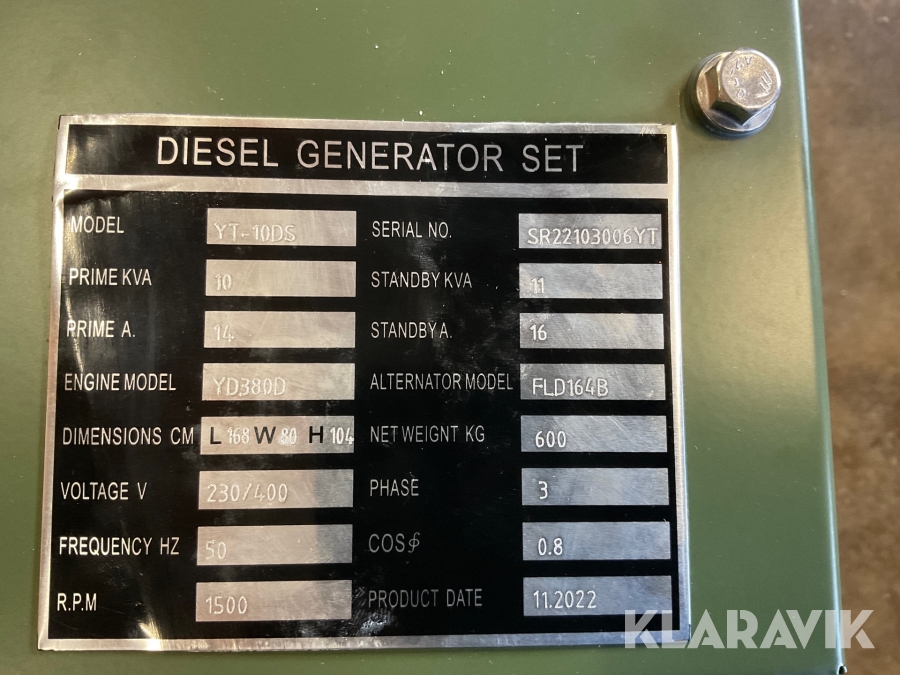 DIESEL GENERATOR SET
MODEL YT-10DS SERIAL NO. SR22103006YT
PRIME KVA 10 STANDBY KVA 11
PRIME A. 14 STANDBY A. 16
ENGINE MODEL YD380D ALTERNATOR MODEL FLD164B
DIMENSIONS CM L 168 W 80 H 104 NET WEIGNT KG 600
VOLTAGE V 230/400 PHASE 3
FREQUENCY HZ 50 COS∮ 0.8
R.P.M 1500 PRODUCT DATE 11.2022
KLARAVIK